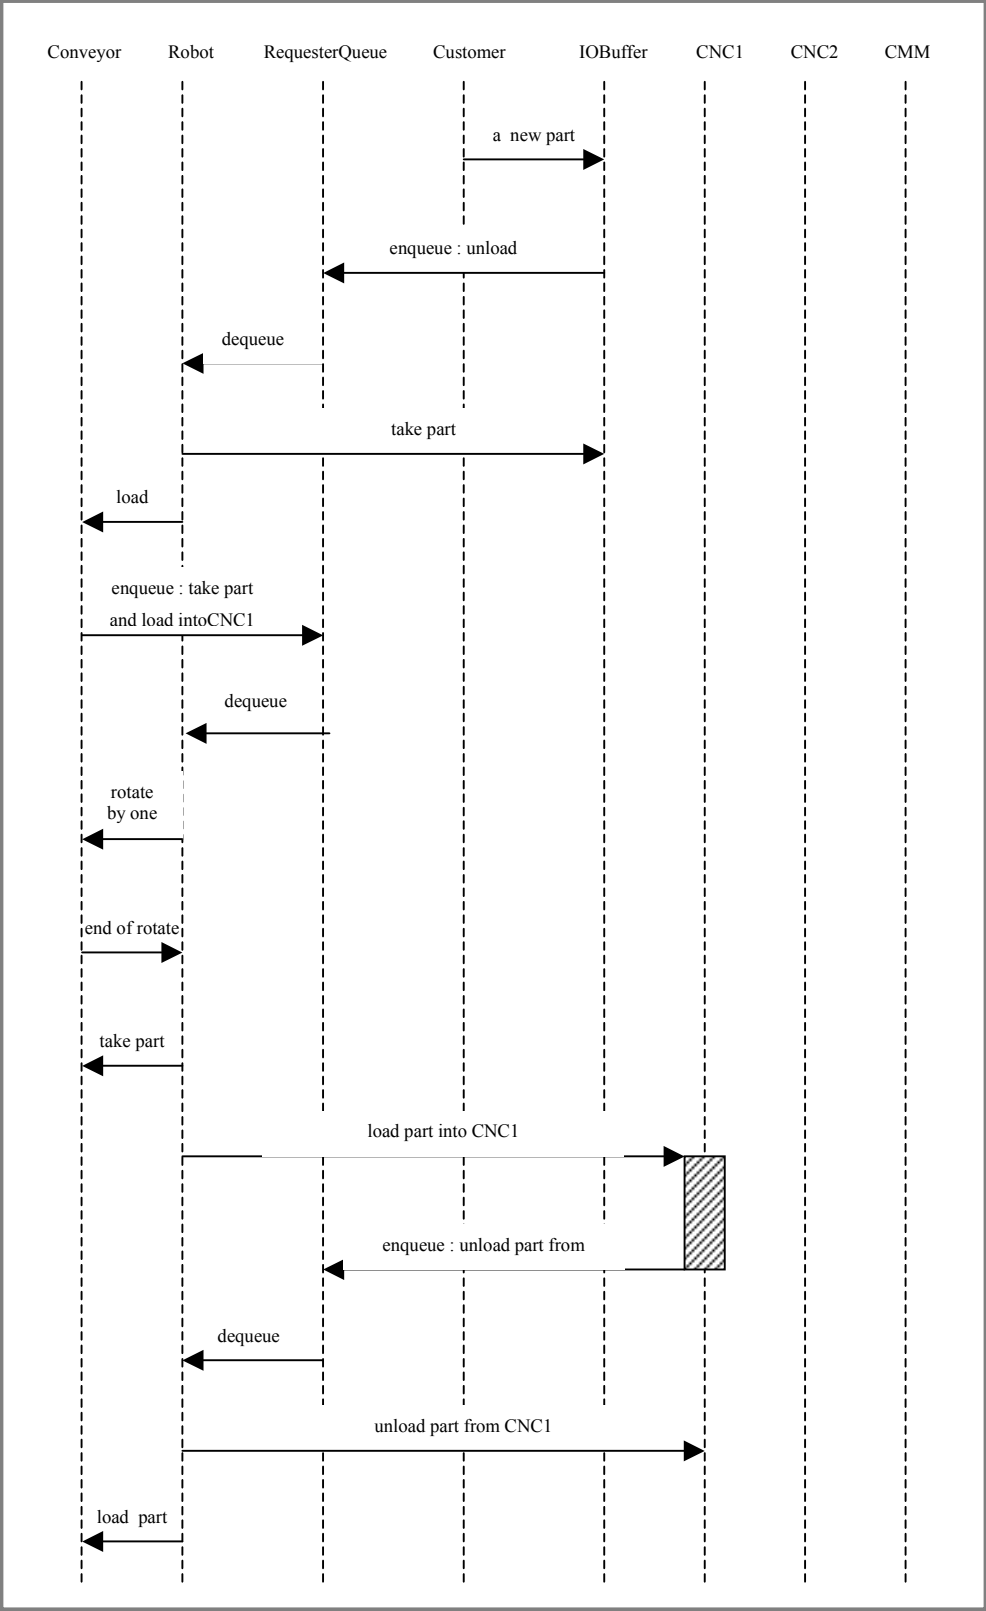 Conveyor Robot RequesterQueue Customer IOBuffer CNC1 CNC2 CMM
a new part
enqueue : unload
dequeue
take part
load
enqueue : take part
and load intoCNC1
dequeue
rotate
by one
end of rotate
take part
load part into CNC1
enqueue : unload part from
dequeue
unload part from CNC1
load part